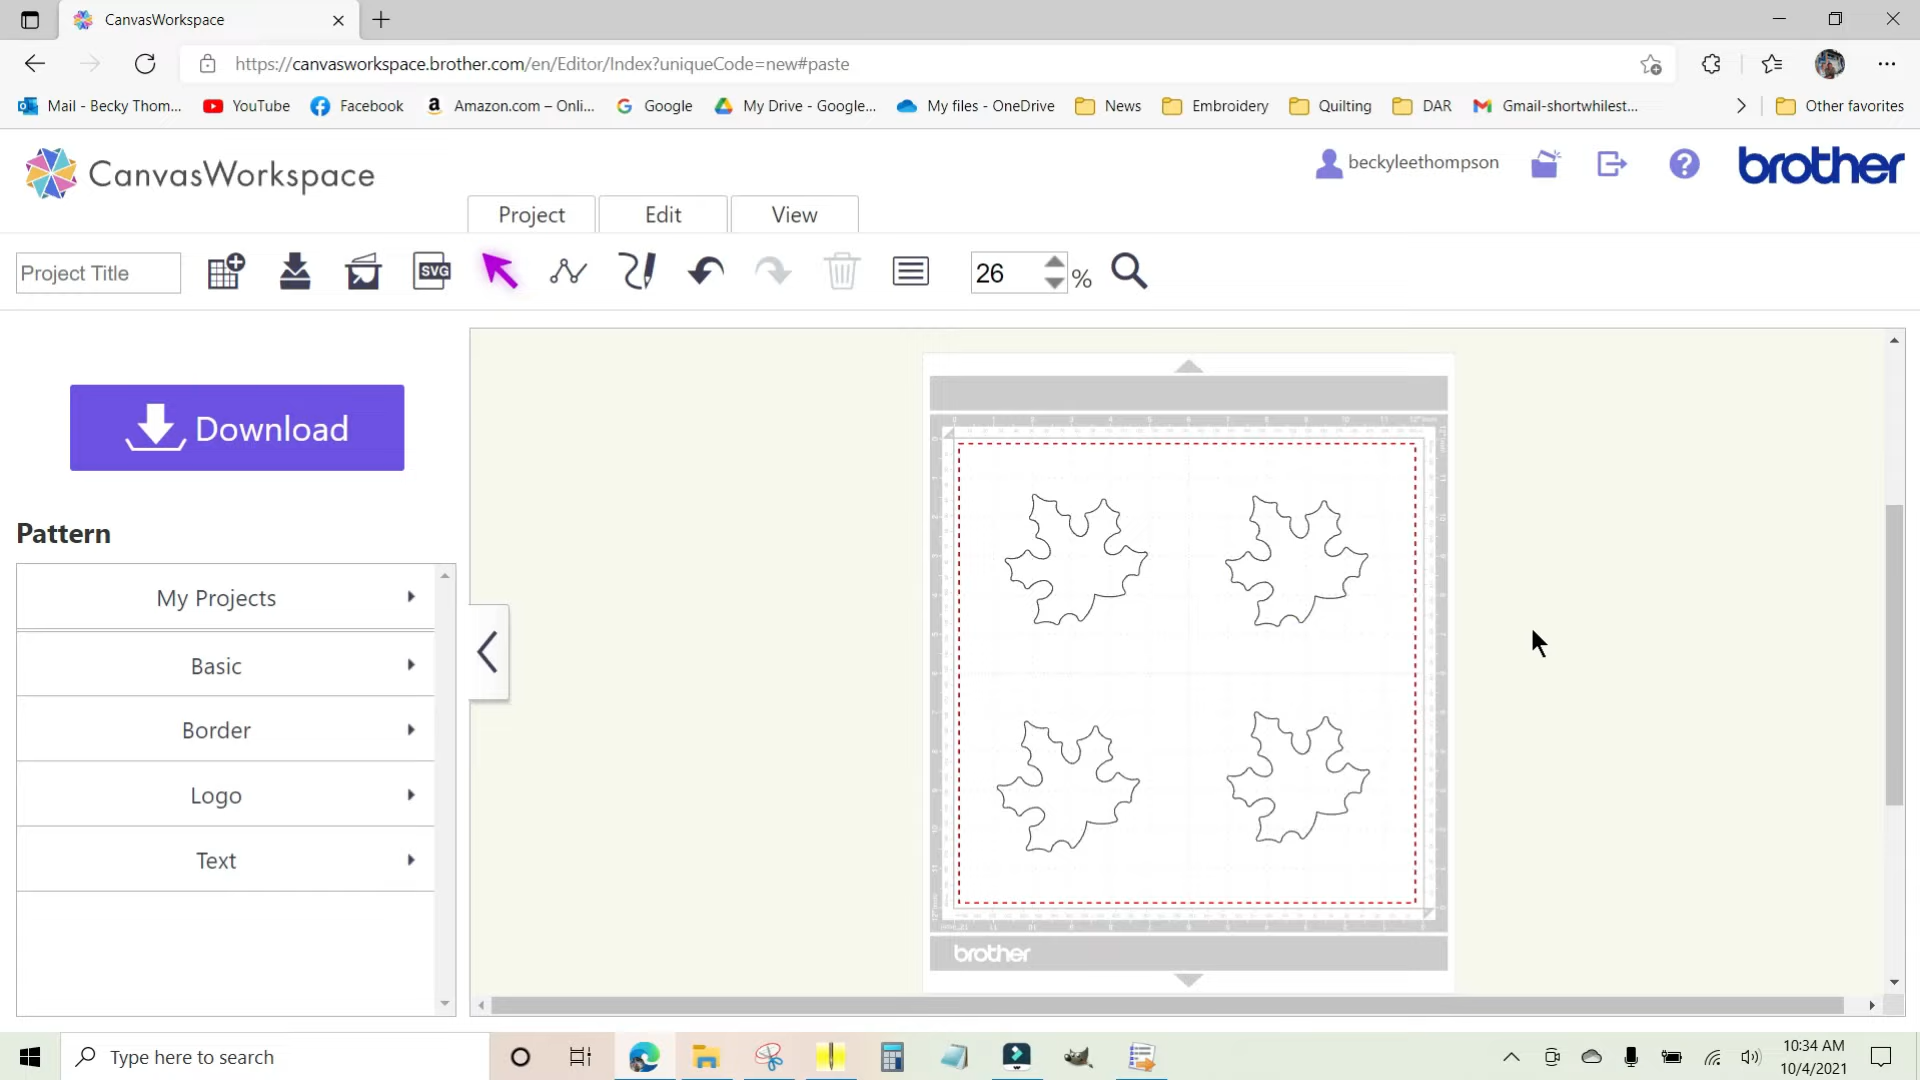 CanvasWorkspace
https://canvasworkspace.brother.com/en/Editor/Index?uniqueCode=new#paste
Mail - Becky Thom... YouTube Facebook Amazon.com – Onli... Google My Drive - Google... My files - OneDrive News Embroidery Quilting DAR Gmail-shortwhilest... Other favorites
CanvasWorkspace
beckyleethompson
brother
Project Edit View
Project Title SVG 26 %
Download
Pattern
My Projects
Basic
Border
Logo
Text
brother
Type here to search
10:34 AM
10/4/2021